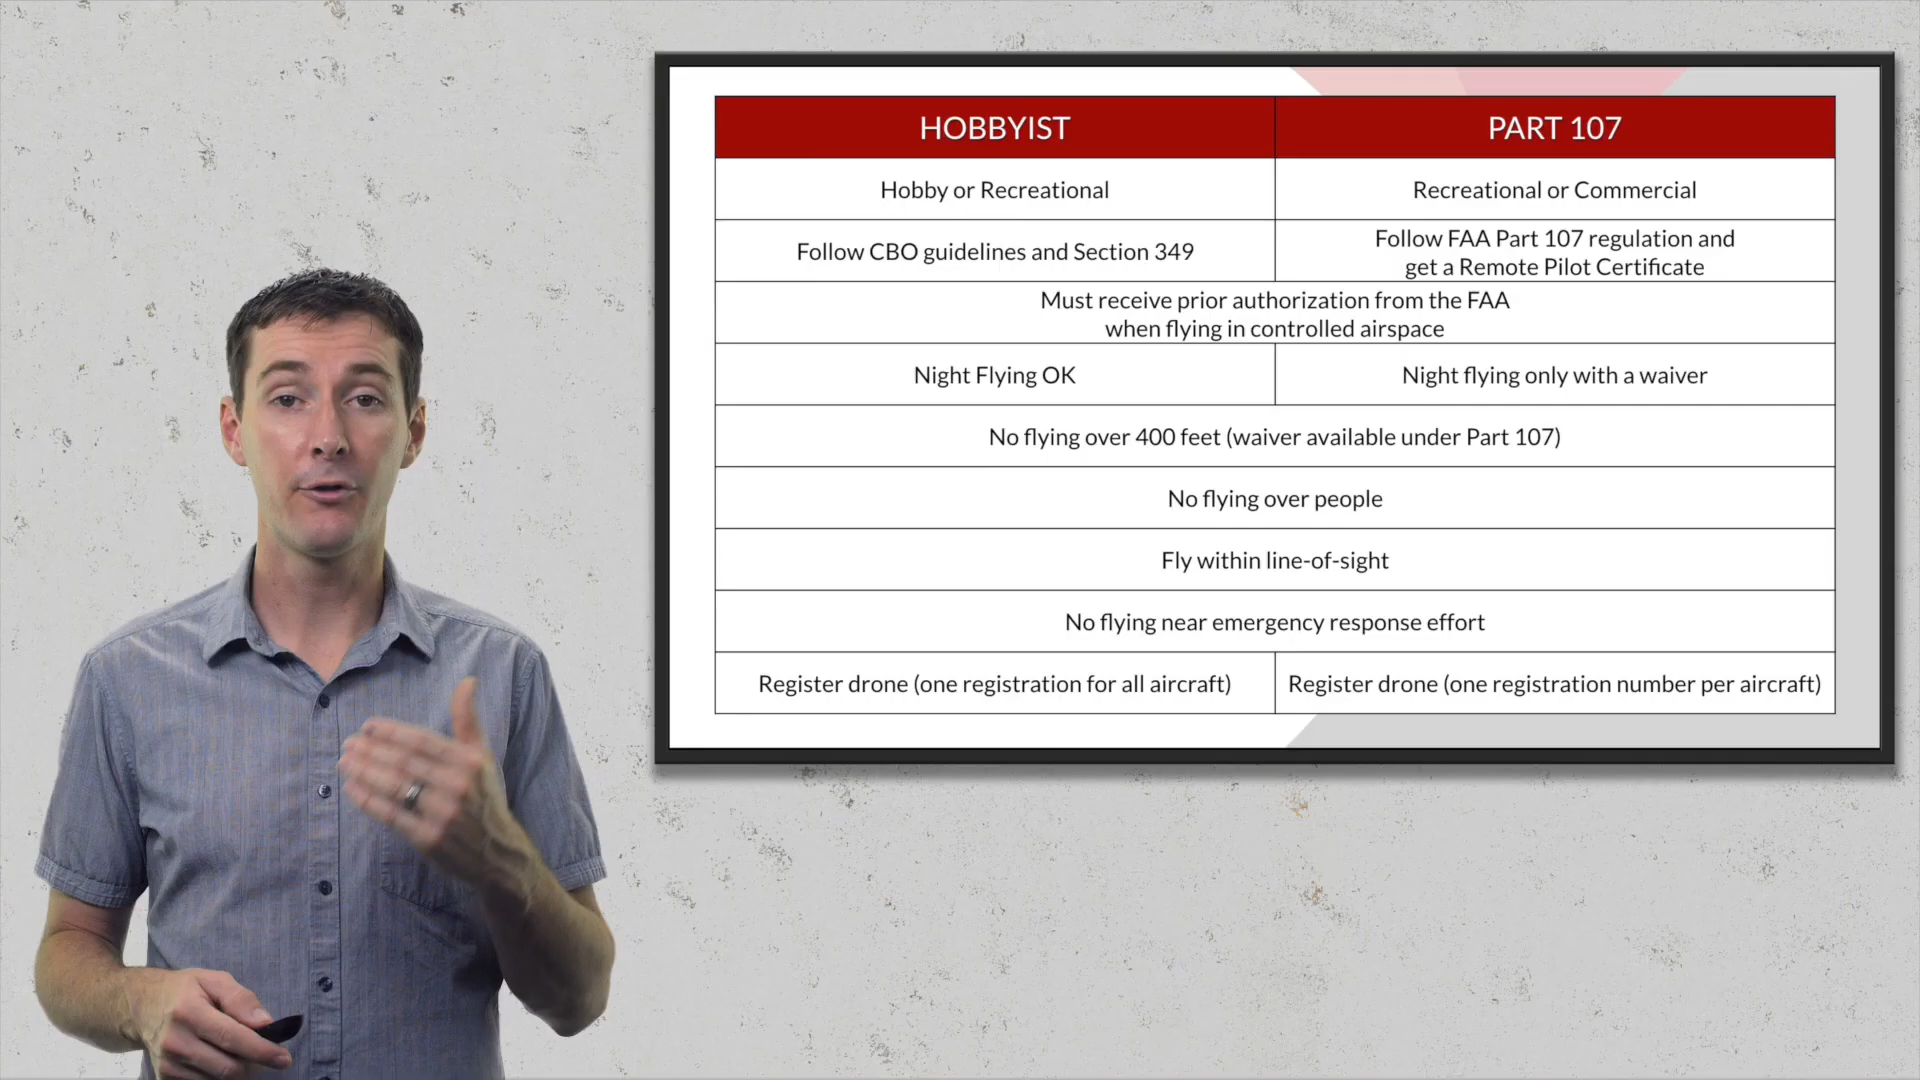 HOBBYIST
PART 107
Hobby or Recreational
Recreational or Commercial
Follow CBO guidelines and Section 349
Follow FAA Part 107 regulation and
get a Remote Pilot Certificate
Must receive prior authorization from the FAA
when flying in controlled airspace
Night Flying OK
Night flying only with a waiver
No flying over 400 feet (waiver available under Part 107)
No flying over people
Fly within line-of-sight
No flying near emergency response effort
Register drone (one registration for all aircraft)
Register drone (one registration number per aircraft)